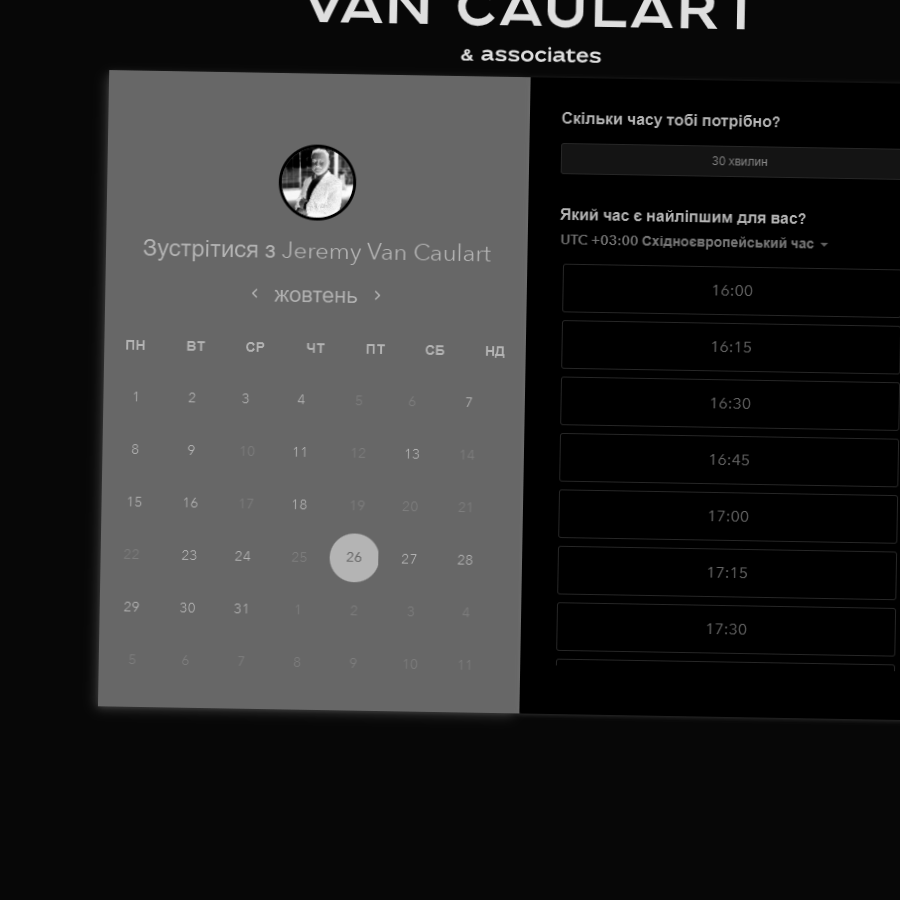 VAN CAULART
& associates
Зустрітися з Jeremy Van Caulart
жовтень
ПН ВТ СР ЧТ ПТ СБ НД
1 2 3 4 5 6 7
8 9 10 11 12 13 14
15 16 17 18 19 20 21
22 23 24 25 26 27 28
29 30 31 1 2 3 4
5 6 7 8 9 10 11
Скільки часу тобі потрібно?
30 хвилин
Який час є найліпшим для вас?
UTC +03:00 Східноєвропейський час
16:00
16:15
16:30
16:45
17:00
17:15
17:30